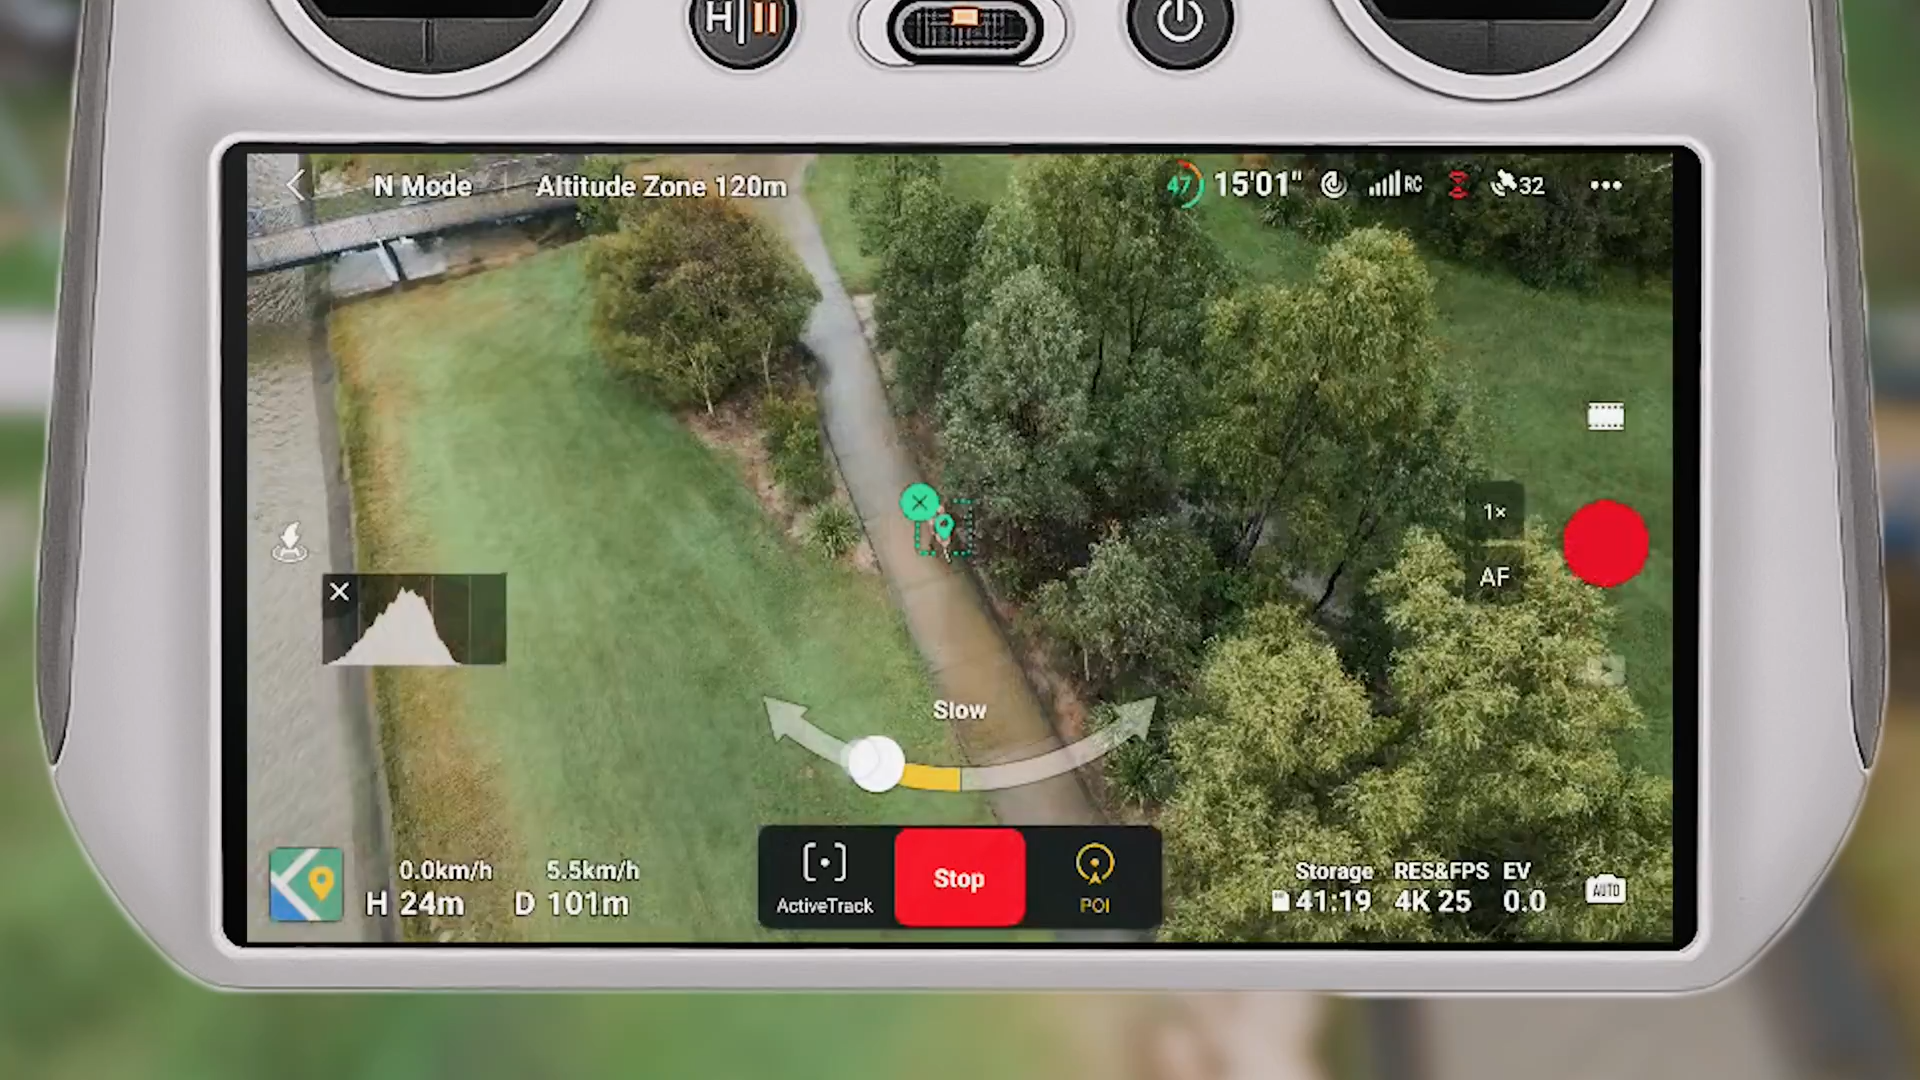 H
N Mode
Altitude Zone 120m
47 15'01" RC 32
1×
AF
Slow
0.0km/h 5.5km/h
H 24m D 101m
ActiveTrack
Stop
POI
Storage RES&FPS EV
41:19 4K 25 0.0
AUTO